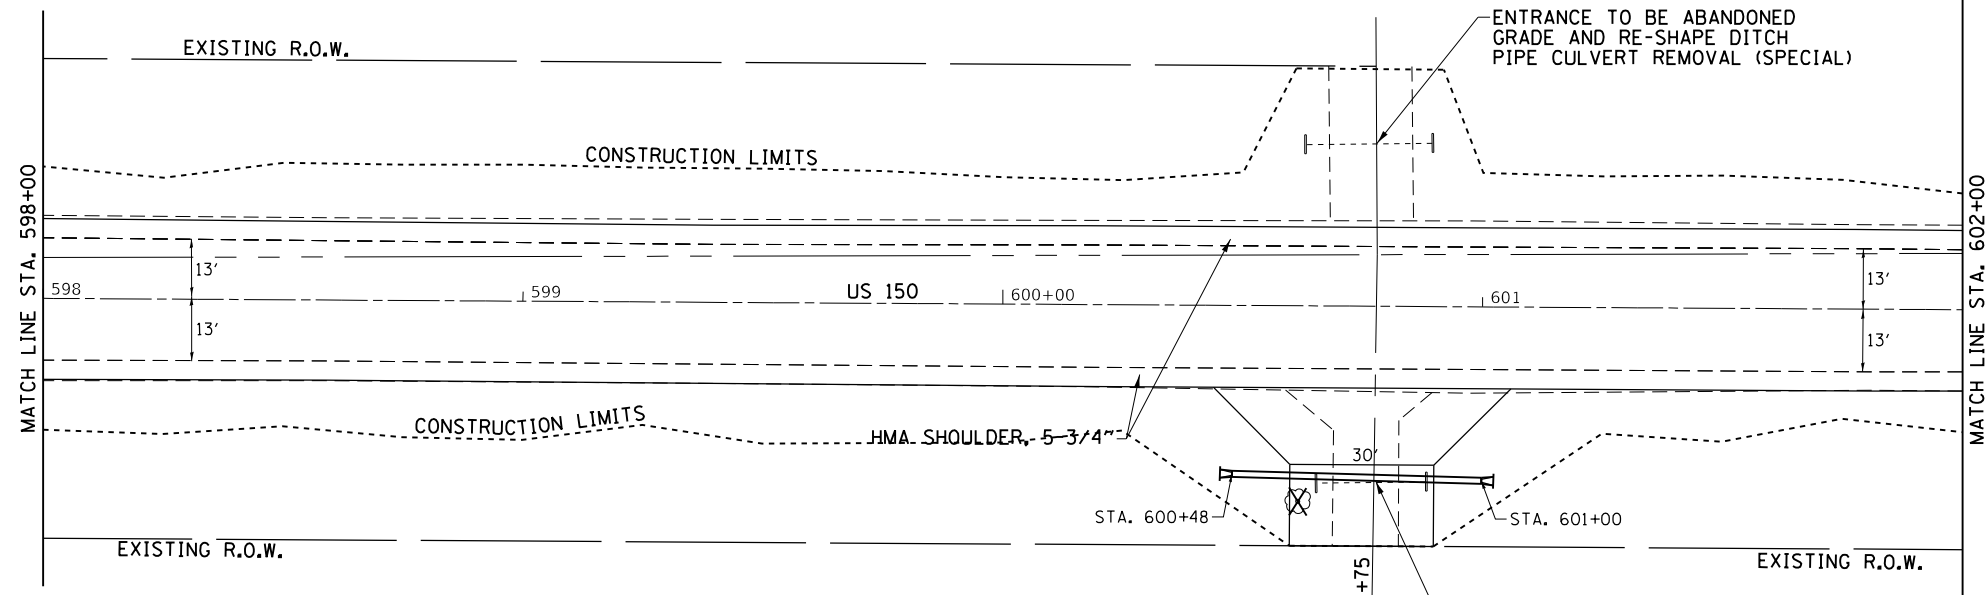 ENTRANCE TO BE ABANDONED
GRADE AND RE-SHAPE DITCH
PIPE CULVERT REMOVAL (SPECIAL)
EXISTING R.O.W.
CONSTRUCTION LIMITS
MATCH LINE STA. 598+00
MATCH LINE STA. 602+00
13'
13'
598
599
US 150
600+00
601
13'
13'
CONSTRUCTION LIMITS
HMA SHOULDER, 5-3/4"
30'
STA. 600+48
STA. 601+00
EXISTING R.O.W.
+75
EXISTING R.O.W.